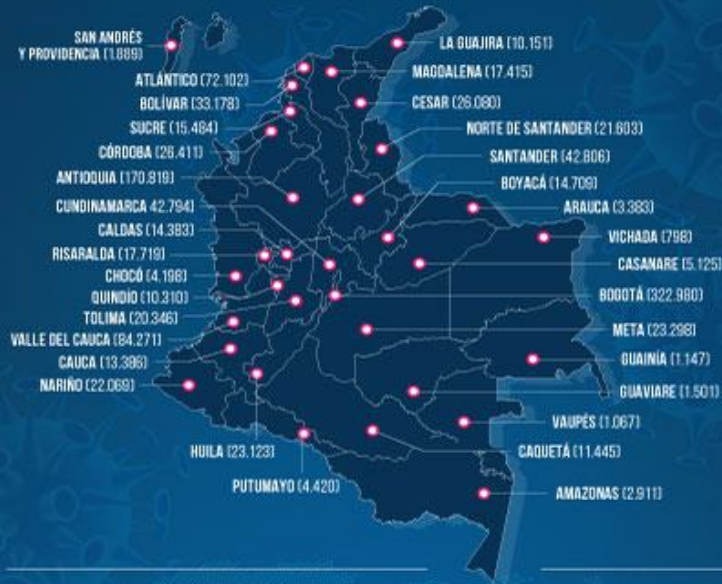 SAN ANDRÉS
Y PROVIDENCIA (1.889)
ATLÁNTICO (72.102)
BOLÍVAR (33.178)
SUCRE (15.484)
CÓRDOBA (26.411)
ANTIOQUIA (170.819)
CUNDINAMARCA 42.794)
CALDAS (14.383)
RISARALDA (17.719)
CHOCÓ (4.198)
QUINDÍO (10.310)
TOLIMA (20.346)
VALLE DEL CAUCA (84.271)
CAUCA (13.386)
NARIÑO (22.069)
HUILA (23.123)
PUTUMAYO (4.420)
LA GUAJIRA (10.151)
MAGDALENA (17.415)
CESAR (26.080)
NORTE DE SANTANDER (21.603)
SANTANDER (42.806)
BOYACÁ (14.709)
ARAUCA (3.383)
VICHADA (798)
CASANARE (5.125)
BOGOTÁ (322.980)
META (23.298)
GUAINÍA (1.147)
GUAVIARE (1.501)
VAUPÉS (1.067)
CAQUETÁ (11.445)
AMAZONAS (2.911)